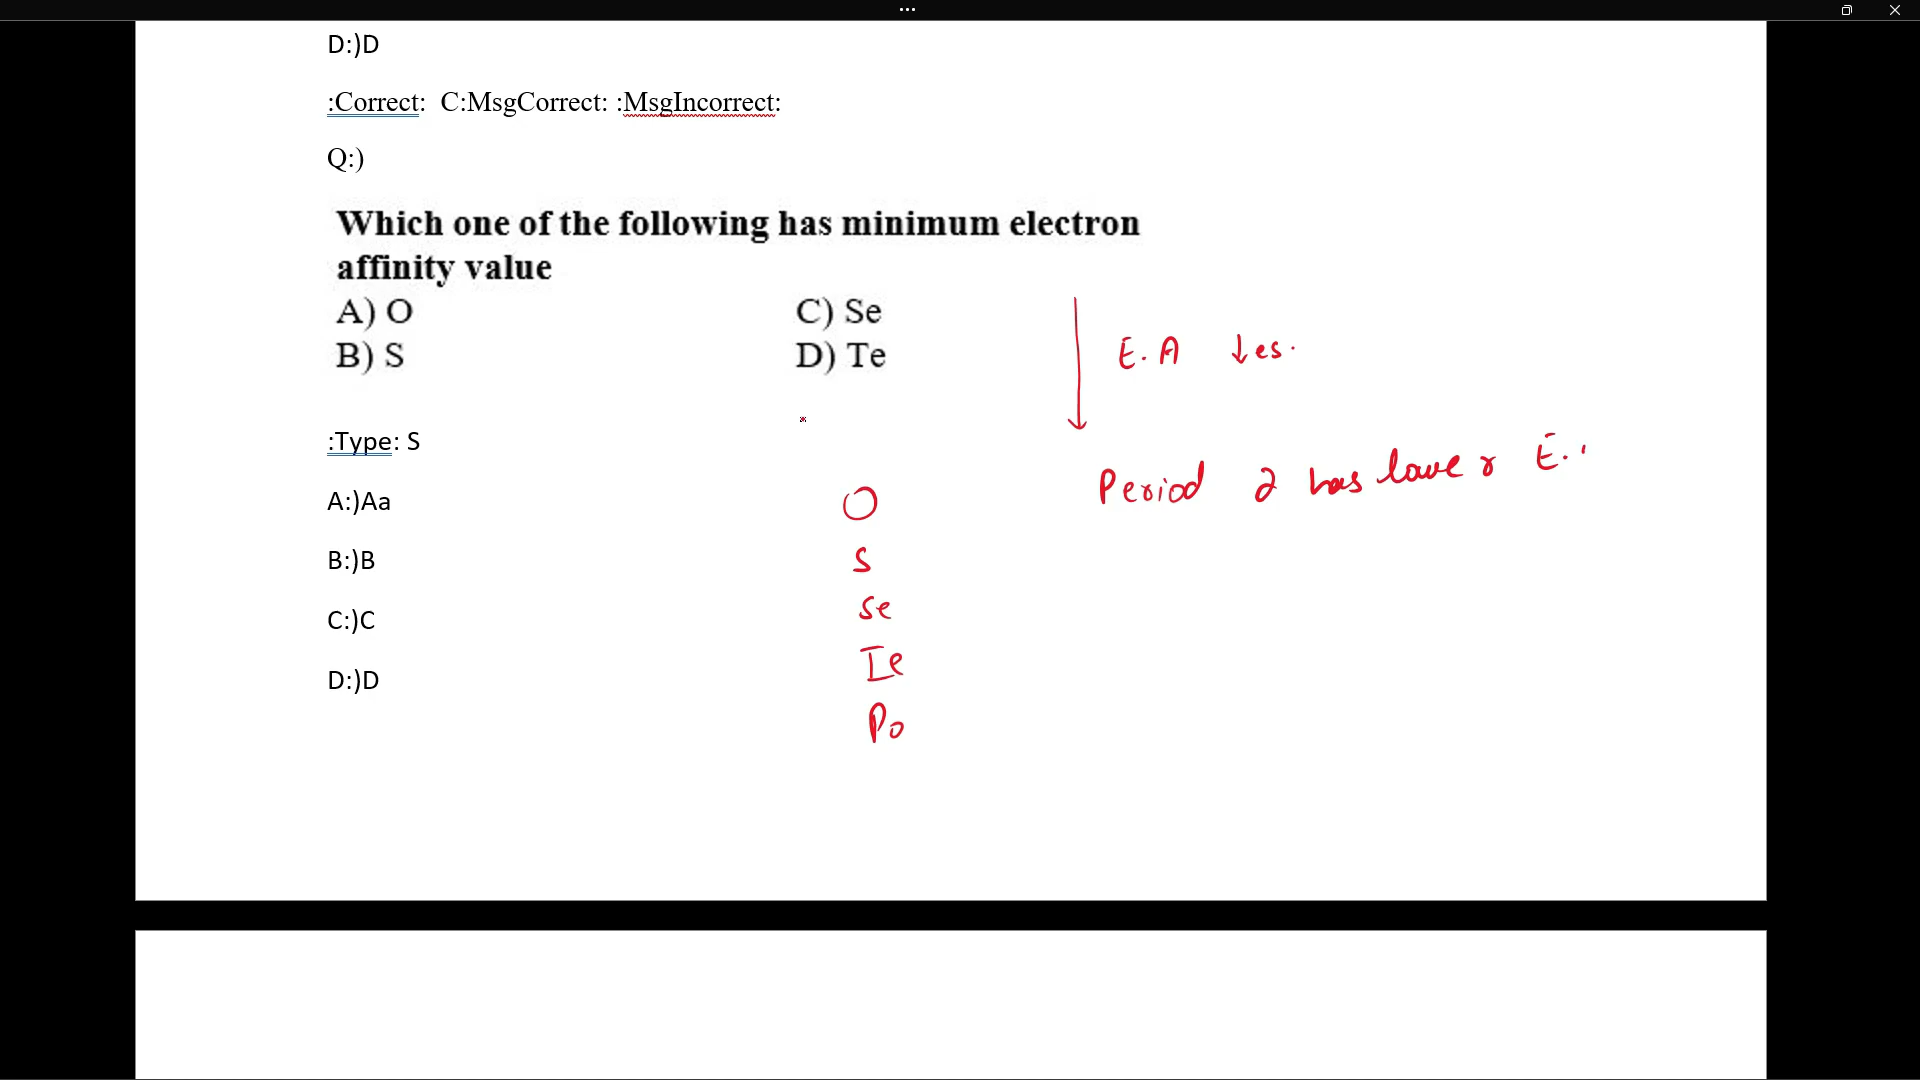 D:)D
:Correct: C:MsgCorrect: :MsgIncorrect:
Q:)
Which one of the following has minimum electron
affinity value
A) O
C) Se
B) S
D) Te
E.A ↓es.
Period 2 has lower E.
:Type: S
A:)Aa
B:)B
C:)C
D:)D
O
S
Se
Te
Po